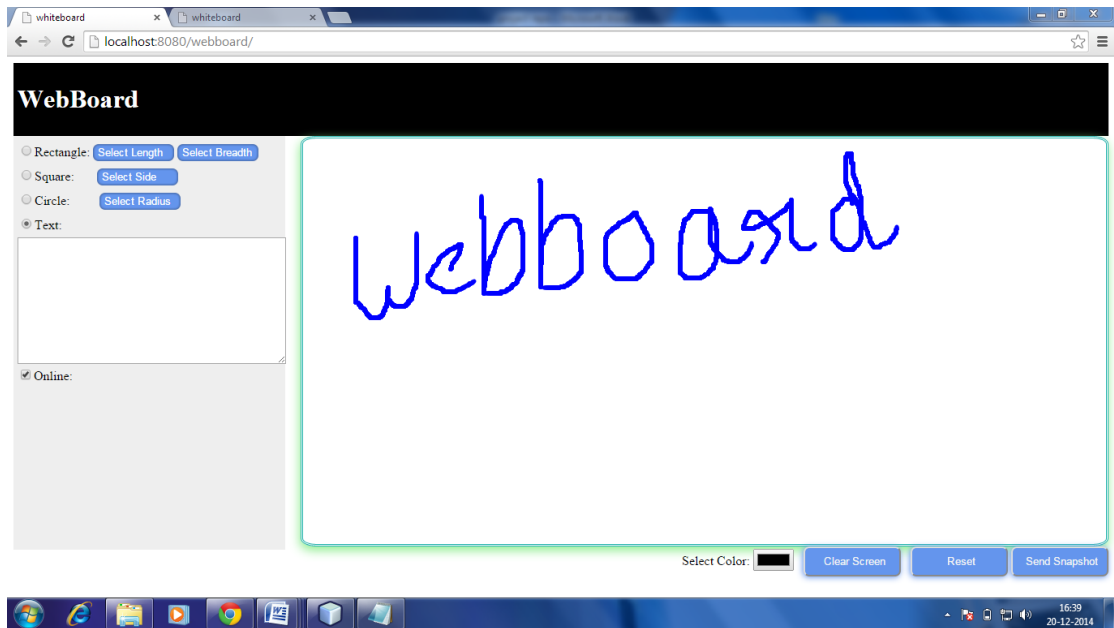 whiteboard
whiteboard
localhost:8080/webboard/
WebBoard
Rectangle: Select Length Select Breadth
Square: Select Side
Circle: Select Radius
Text:
Online:
Webboard
Select Color: Clear Screen Reset Send Snapshot
16:39
20-12-2014